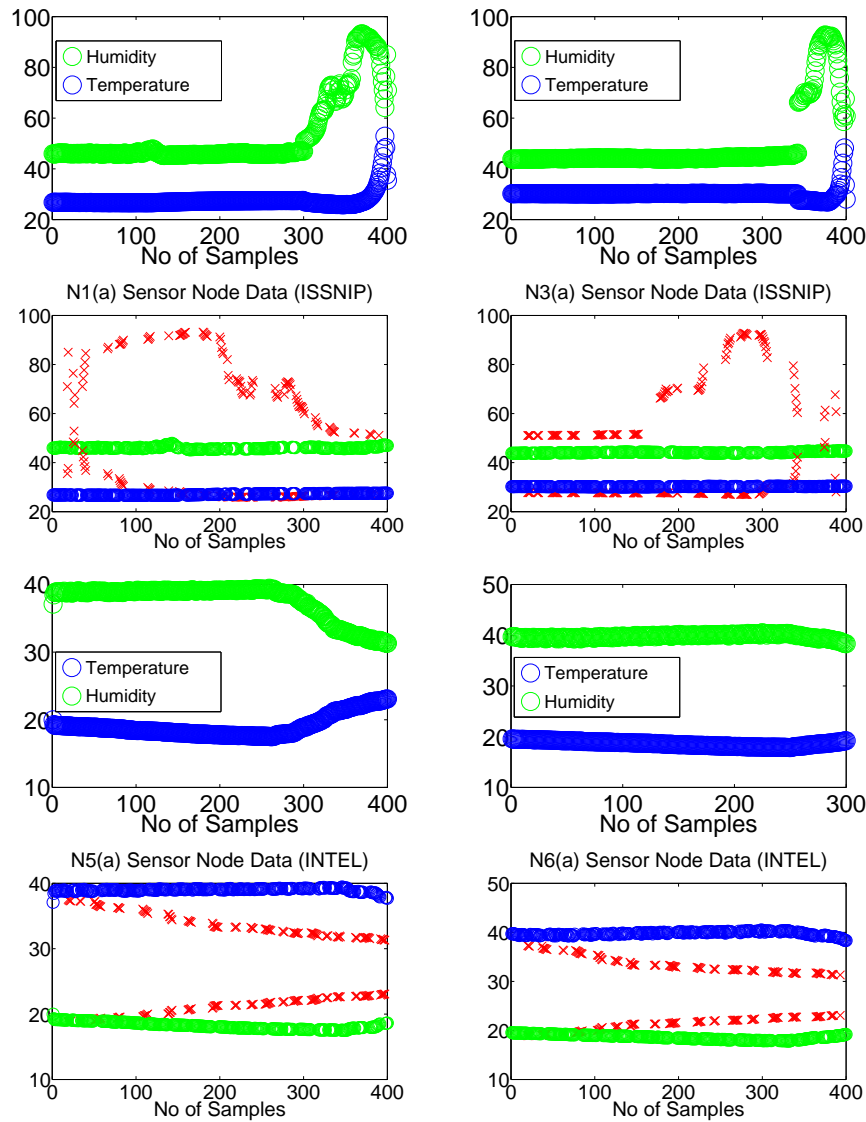 100
80
60
40
20
Humidity
Temperature
0 100 200 300 400
No of Samples
100
80
60
40
20
Humidity
Temperature
0 100 200 300 400
No of Samples
N1(a) Sensor Node Data (ISSNIP)
100
80
60
40
20
0 100 200 300 400
No of Samples
N3(a) Sensor Node Data (ISSNIP)
100
80
60
40
20
0 100 200 300 400
No of Samples
40
30
20
10
Temperature
Humidity
0 100 200 300 400
No of Samples
50
40
30
20
10
Temperature
Humidity
0 100 200 300
No of Samples
N5(a) Sensor Node Data (INTEL)
40
30
20
10
0 100 200 300 400
No of Samples
N6(a) Sensor Node Data (INTEL)
50
40
30
20
10
0 100 200 300 400
No of Samples